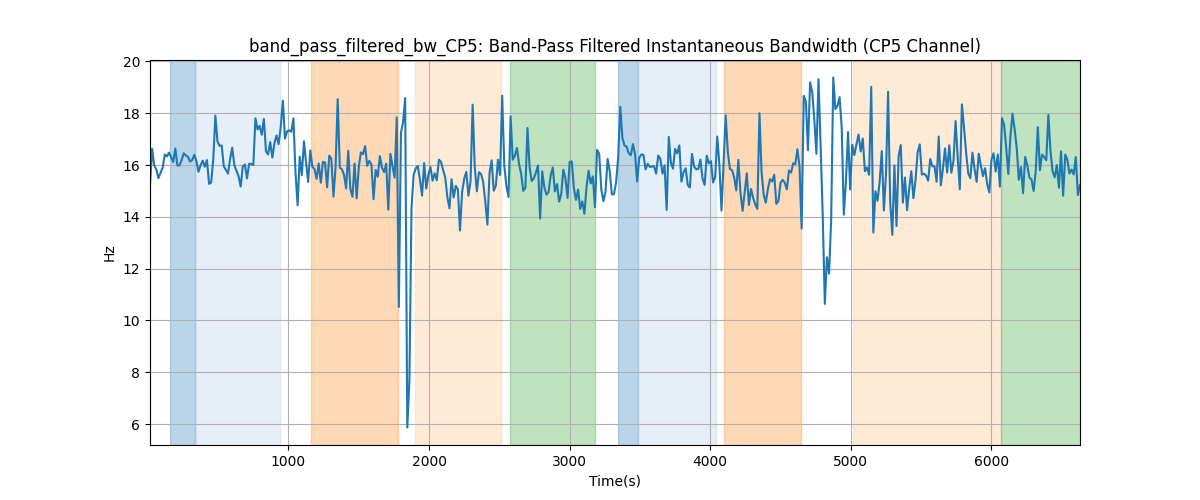 band_pass_filtered_bw_CP5: Band-Pass Filtered Instantaneous Bandwidth (CP5 Channel)
20
18
16
14
12
10
8
6
Hz
1000 2000 3000 4000 5000 6000
Time(s)